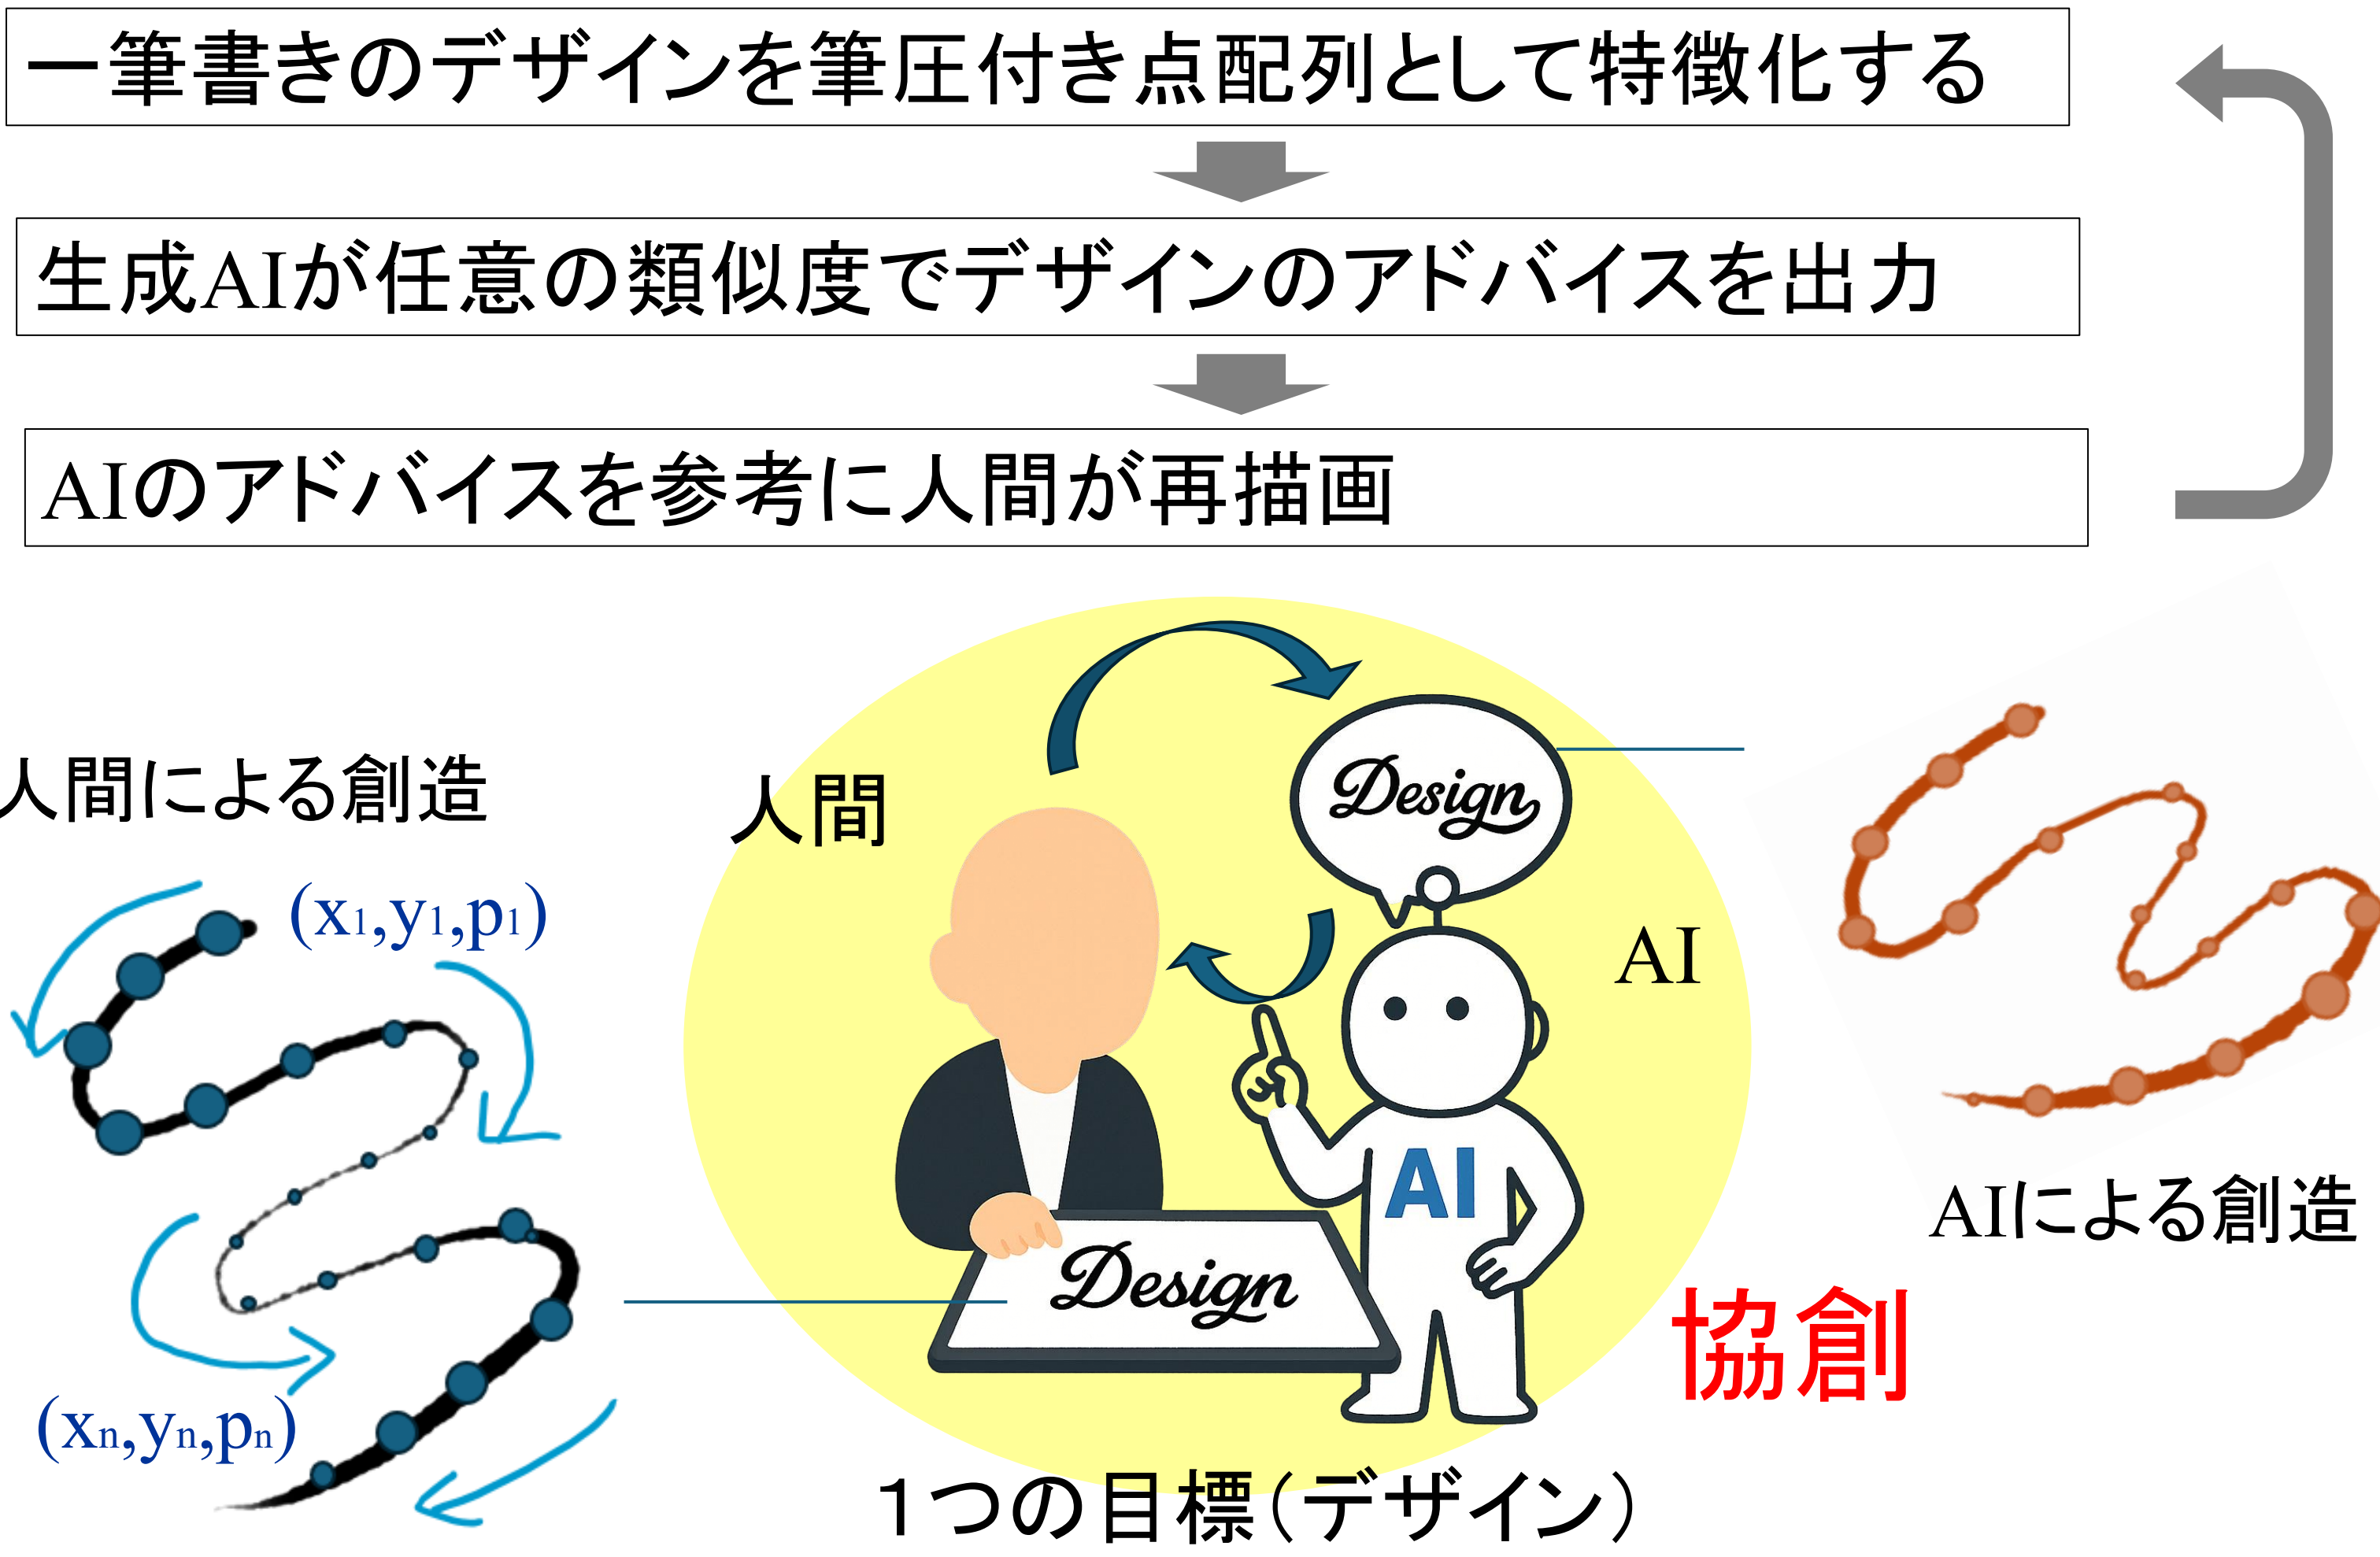 一筆書きのデザインを筆圧付き点配列として特徴化する
生成AIが任意の類似度でデザインのアドバイスを出力
AIのアドバイスを参考に人間が再描画
人間による創造
人間
Design
(x1,y1,p1)
AI
AI
Design
AIによる創造
協創
(xn,yn,pn)
１つの目標（デザイン）